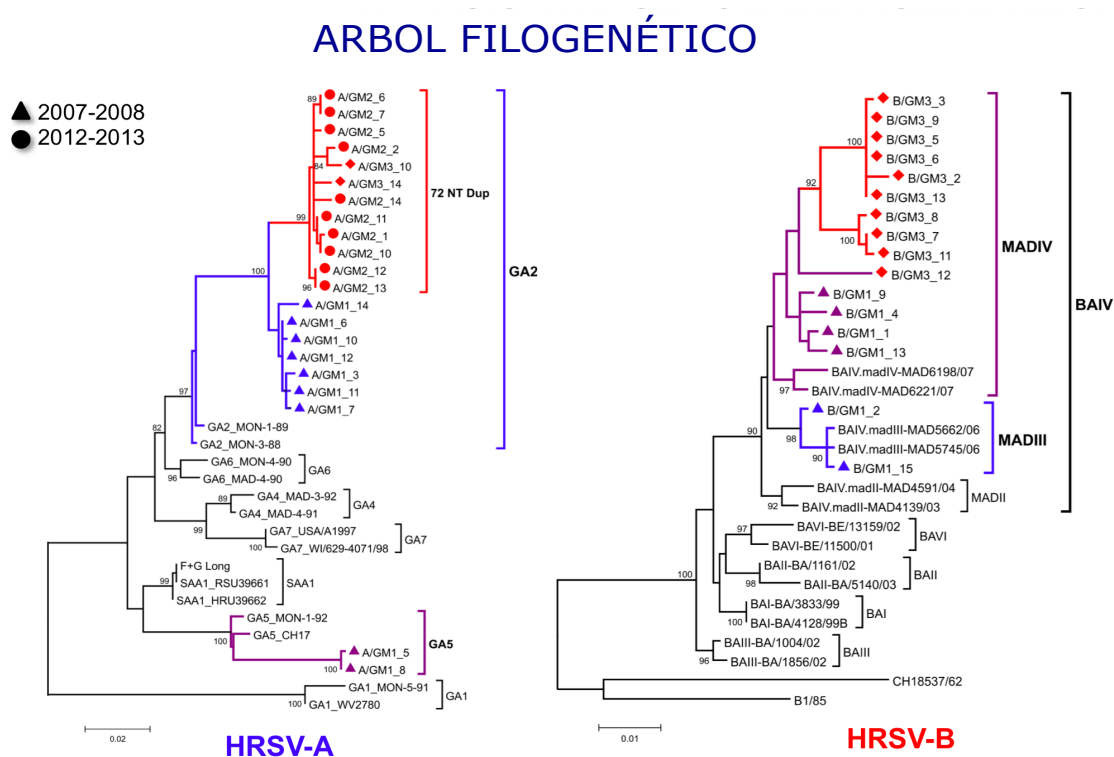 ARBOL FILOGENÉTICO
2007-2008
2012-2013
89
A/GM2_6
A/GM2_7
A/GM2_5
A/GM2_2
84
A/GM3_10
A/GM3_14
A/GM2_14
99
A/GM2_11
A/GM2_1
A/GM2_10
A/GM2_12
96
A/GM2_13
72 NT Dup
100
A/GM1_14
A/GM1_6
A/GM1_10
A/GM1_12
A/GM1_3
A/GM1_11
A/GM1_7
GA2
97
GA2_MON-1-89
82
GA2_MON-3-88
GA6_MON-4-90
96
GA6_MAD-4-90
GA6
89
GA4_MAD-3-92
GA4_MAD-4-91
GA4
99
GA7_USA/A1997
100
GA7_WI/629-4071/98
GA7
F+G Long
99
SAA1_RSU39661
SAA1_HRU39662
SAA1
GA5_MON-1-92
GA5_CH17
100
A/GM1_5
100
A/GM1_8
GA5
GA1_MON-5-91
100
GA1_WV2780
GA1
0.02
HRSV-A
B/GM3_3
B/GM3_9
100
B/GM3_5
B/GM3_6
B/GM3_2
92
B/GM3_13
B/GM3_8
B/GM3_7
100
B/GM3_11
B/GM3_12
B/GM1_9
B/GM1_4
B/GM1_1
B/GM1_13
BAIV.madIV-MAD6198/07
97
BAIV.madIV-MAD6221/07
MADIV
BAIV
B/GM1_2
90
98
BAIV.madIII-MAD5662/06
BAIV.madIII-MAD5745/06
90
B/GM1_15
MADIII
BAIV.madII-MAD4591/04
92
BAIV.madII-MAD4139/03
MADII
97
BAVI-BE/13159/02
BAVI-BE/11500/01
BAVI
100
BAII-BA/1161/02
98
BAII-BA/5140/03
BAII
BAI-BA/3833/99
100
BAI-BA/4128/99B
BAI
BAIII-BA/1004/02
96
BAIII-BA/1856/02
BAIII
CH18537/62
B1/85
0.01
HRSV-B